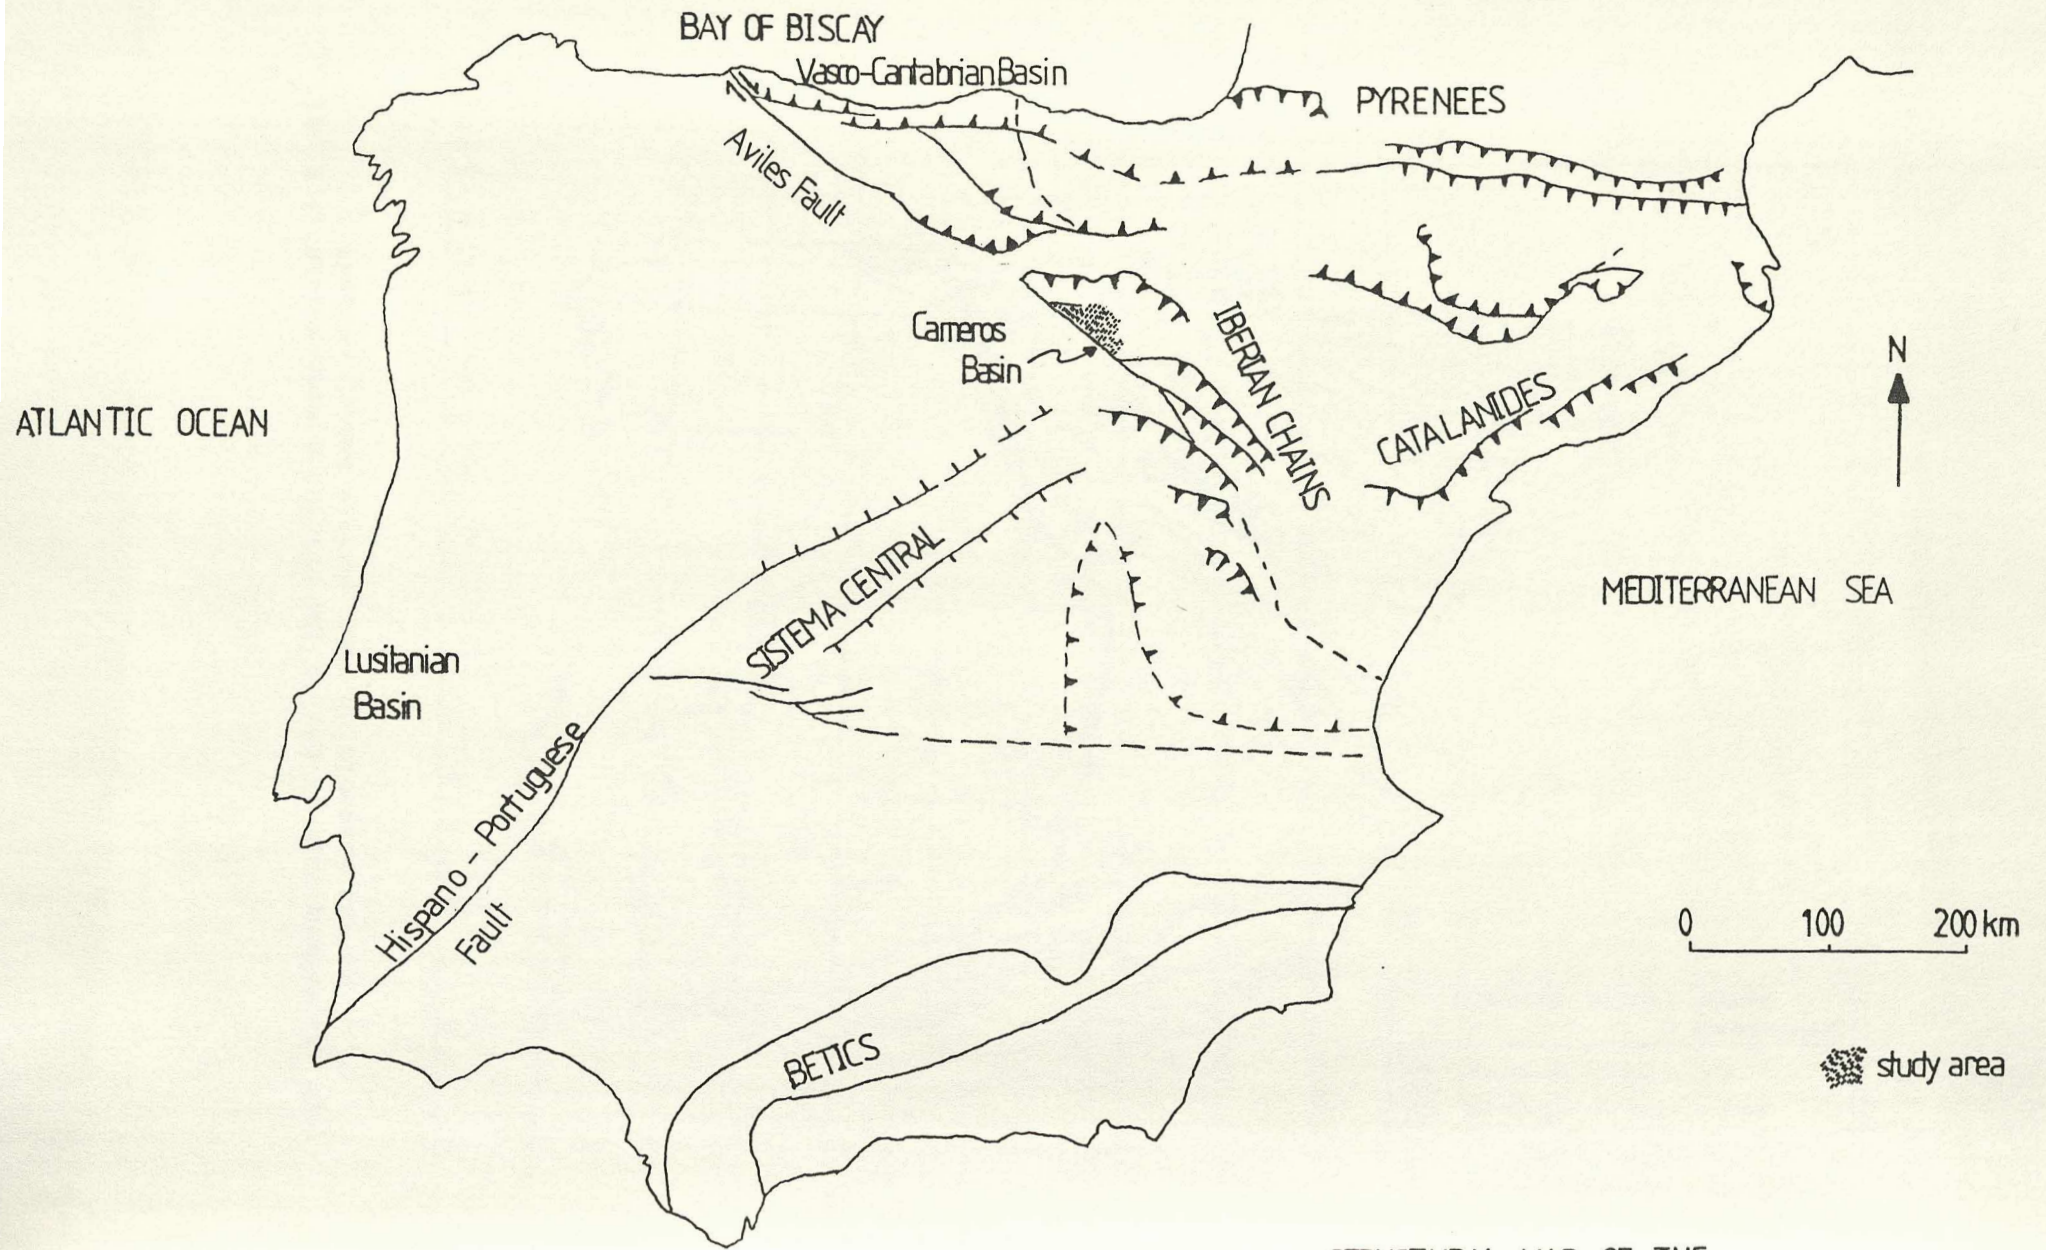 BAY OF BISCAY
Vasco-Cantabrian Basin
PYRENEES
Aviles Fault
Cameros
Basin
IBERIAN CHAINS
N
ATLANTIC OCEAN
CATALANIDES
SISTEMA CENTRAL
MEDITERRANEAN SEA
Lusitanian
Basin
Hispano - Portuguese
Fault
0 100 200 km
BETICS
study area